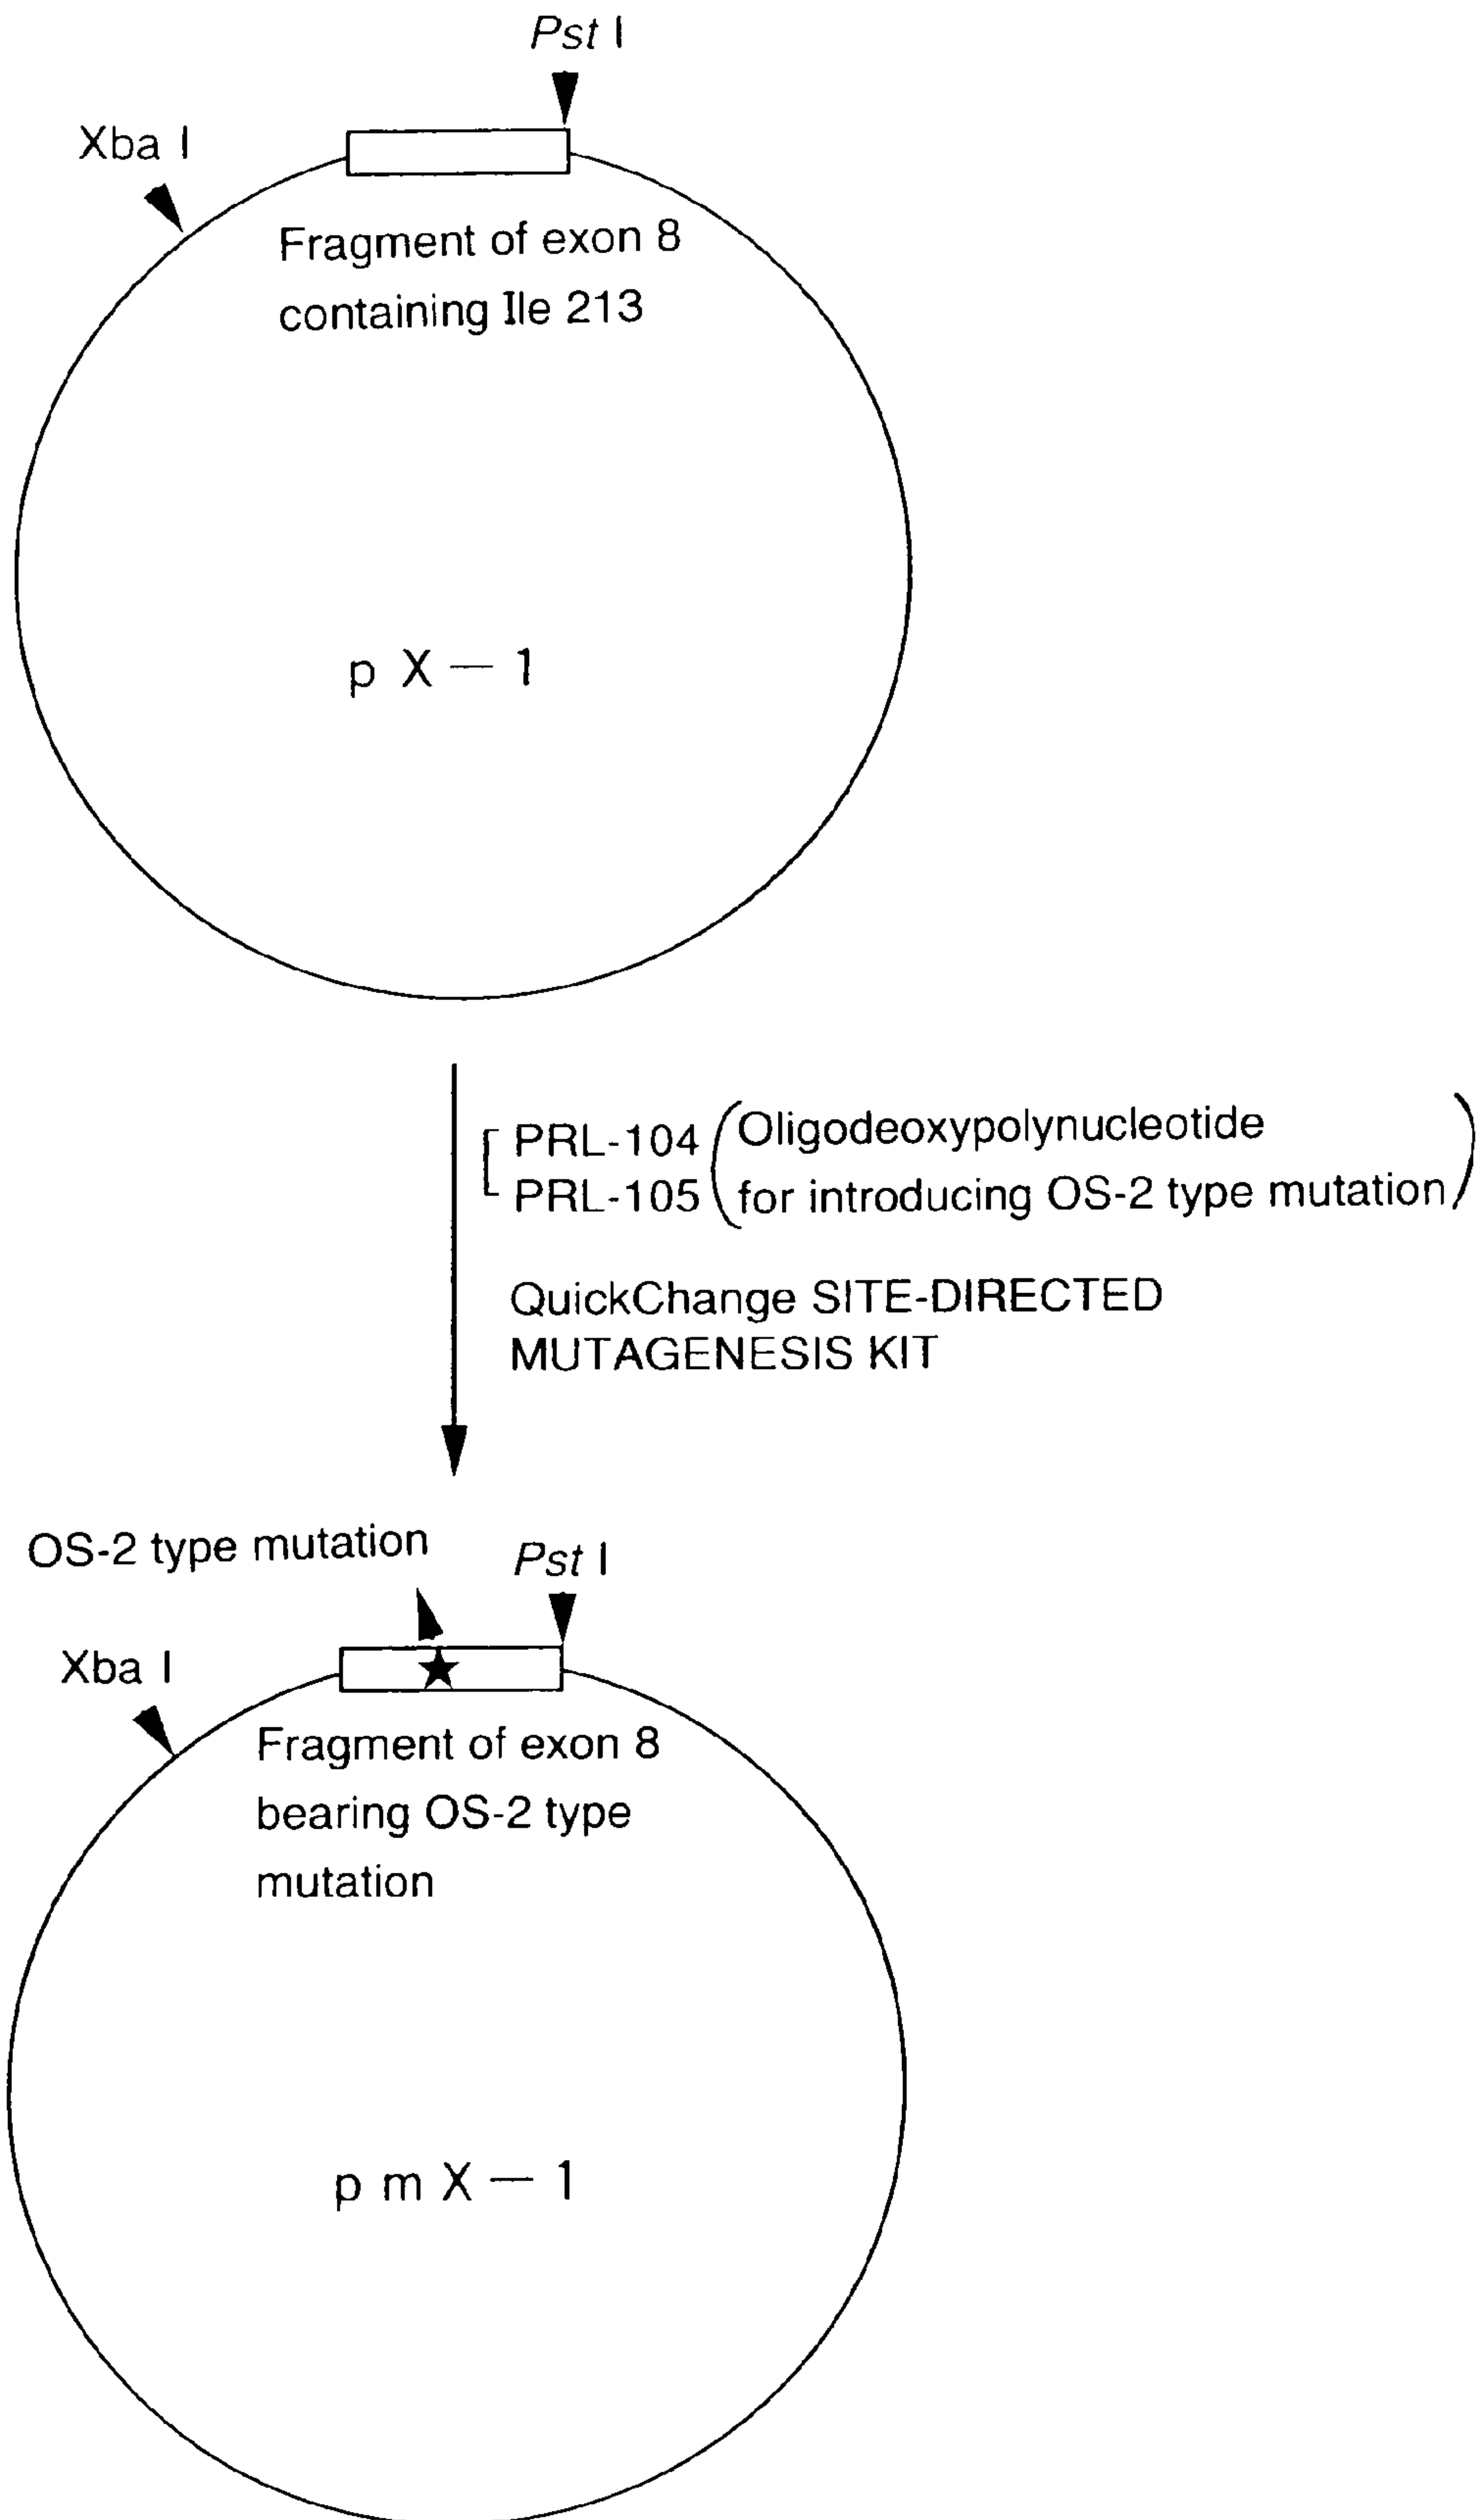 Pst I
Xba I
Fragment of exon 8
containing Ile 213
p X — 1
PRL-104
PRL-105
(Oligodeoxypolynucleotide
for introducing OS-2 type mutation)
QuickChange SITE-DIRECTED
MUTAGENESIS KIT
OS-2 type mutation
Pst I
Xba I
Fragment of exon 8
bearing OS-2 type
mutation
p m X — 1